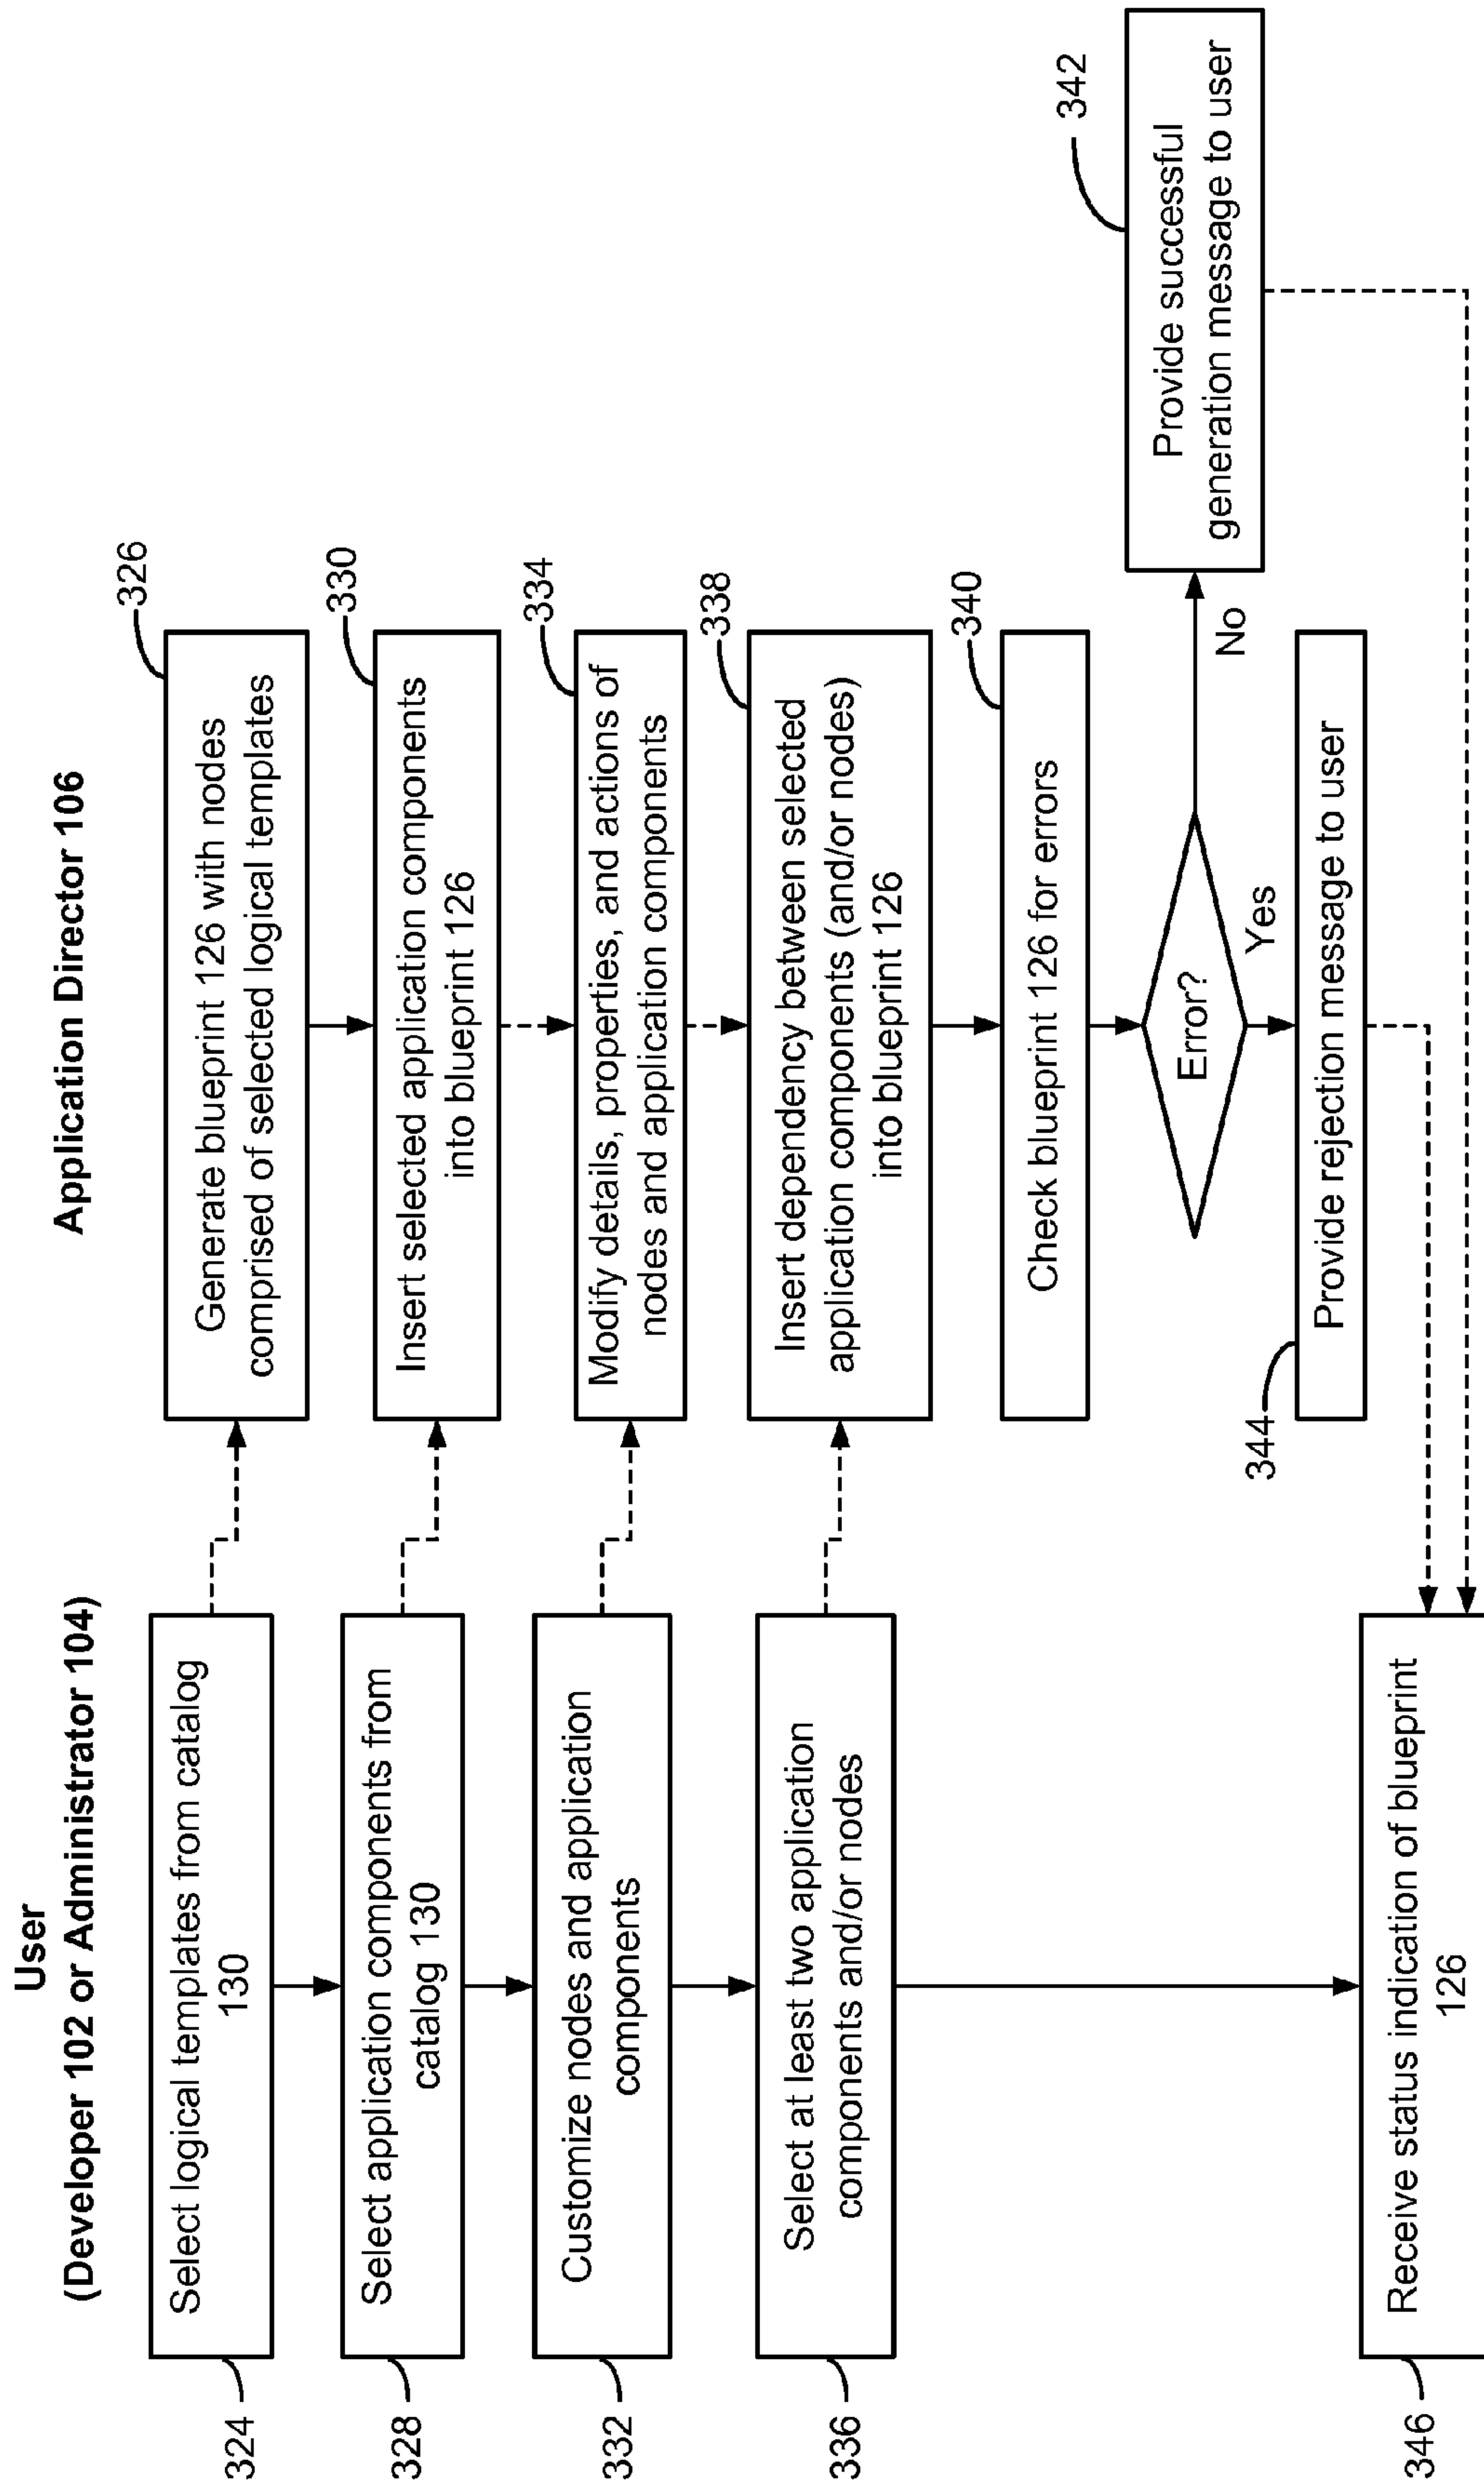 User
(Developer 102 or Administrator 104)
Application Director 106
324
Select logical templates from catalog
130
326
Generate blueprint 126 with nodes
comprised of selected logical templates
328
Select application components from
catalog 130
330
Insert selected application components
into blueprint 126
332
Customize nodes and application
components
334
Modify details, properties, and actions of
nodes and application components
336
Select at least two application
components and/or nodes
338
Insert dependency between selected
application components (and/or nodes)
into blueprint 126
340
Check blueprint 126 for errors
Error?
No
Yes
342
Provide successful
generation message to user
344
Provide rejection message to user
346
Receive status indication of blueprint
126